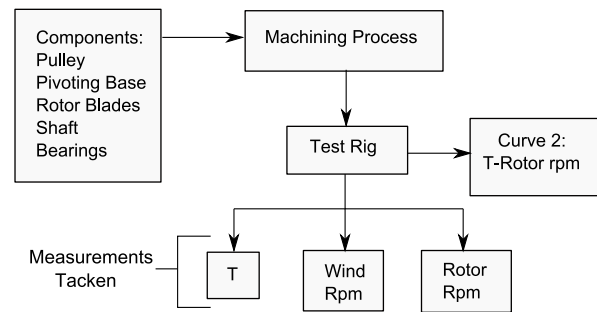 Components:
Pulley
Pivoting Base
Rotor Blades
Shaft
Bearings
Machining Process
Test Rig
Curve 2:
T-Rotor rpm
Measurements
Tacken
T
Wind
Rpm
Rotor
Rpm